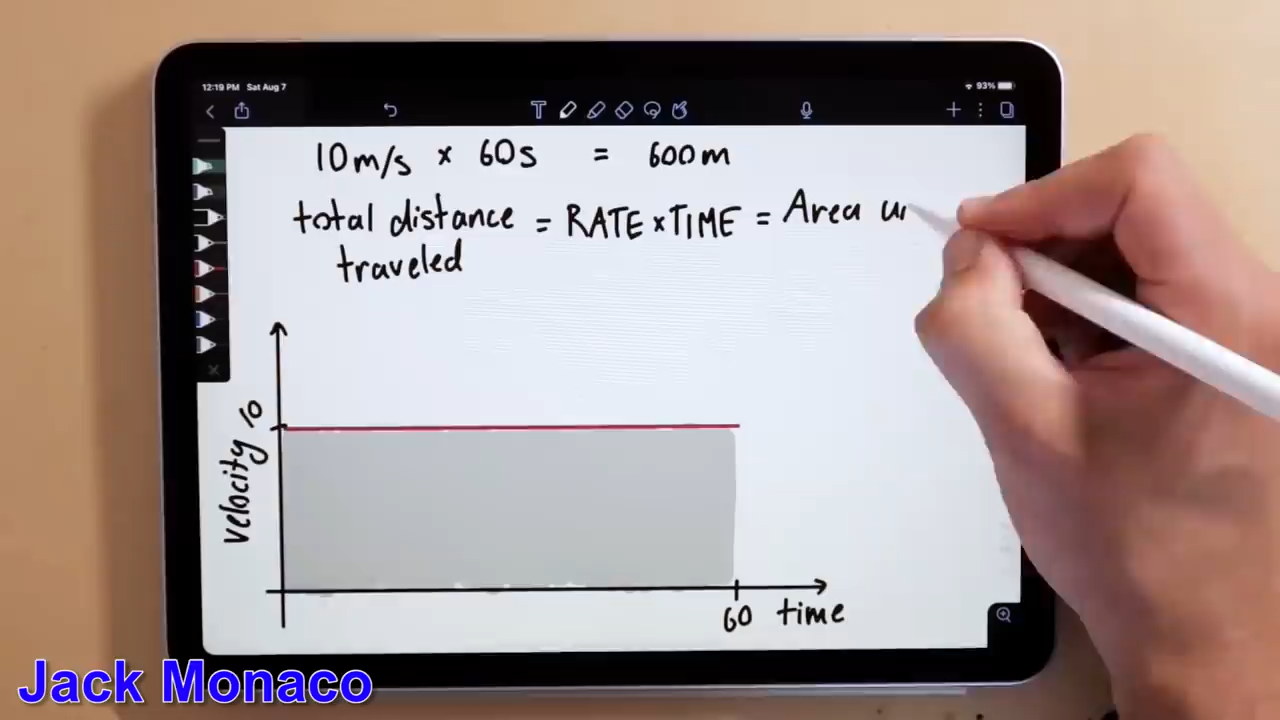 12:19 PM Sat Aug 7
93%
10m/s × 60s = 600m
total distance = RATE × TIME = Area un
traveled
velocity 10
60 time
Jack Monaco